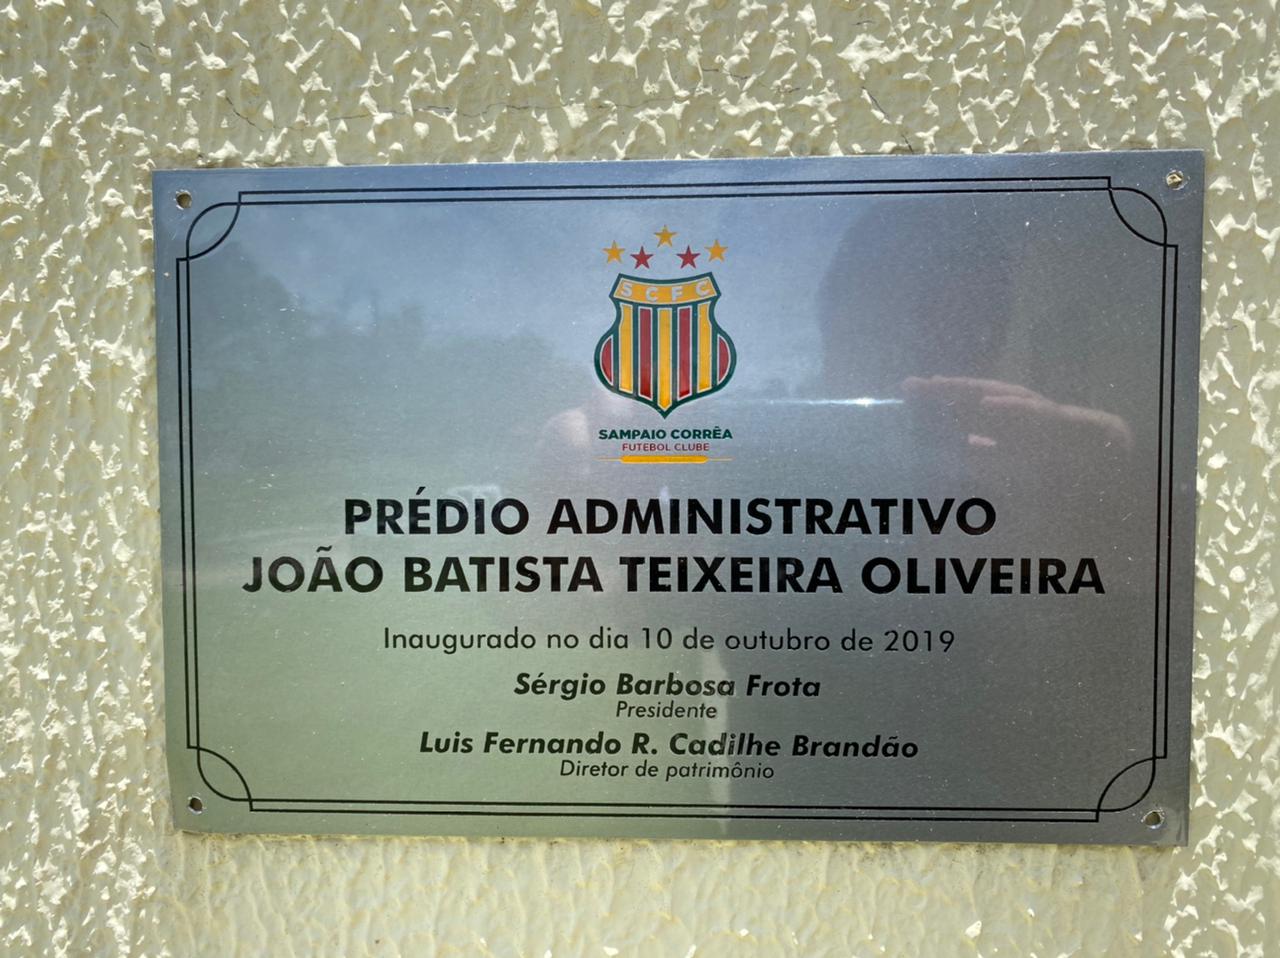 SCFC
SAMPAIO CORRÊA
FUTEBOL CLUBE
PRÉDIO ADMINISTRATIVO
JOÃO BATISTA TEIXEIRA OLIVEIRA
Inaugurado no dia 10 de outubro de 2019
Sérgio Barbosa Frota
Presidente
Luis Fernando R. Cadilhe Brandão
Diretor de patrimônio